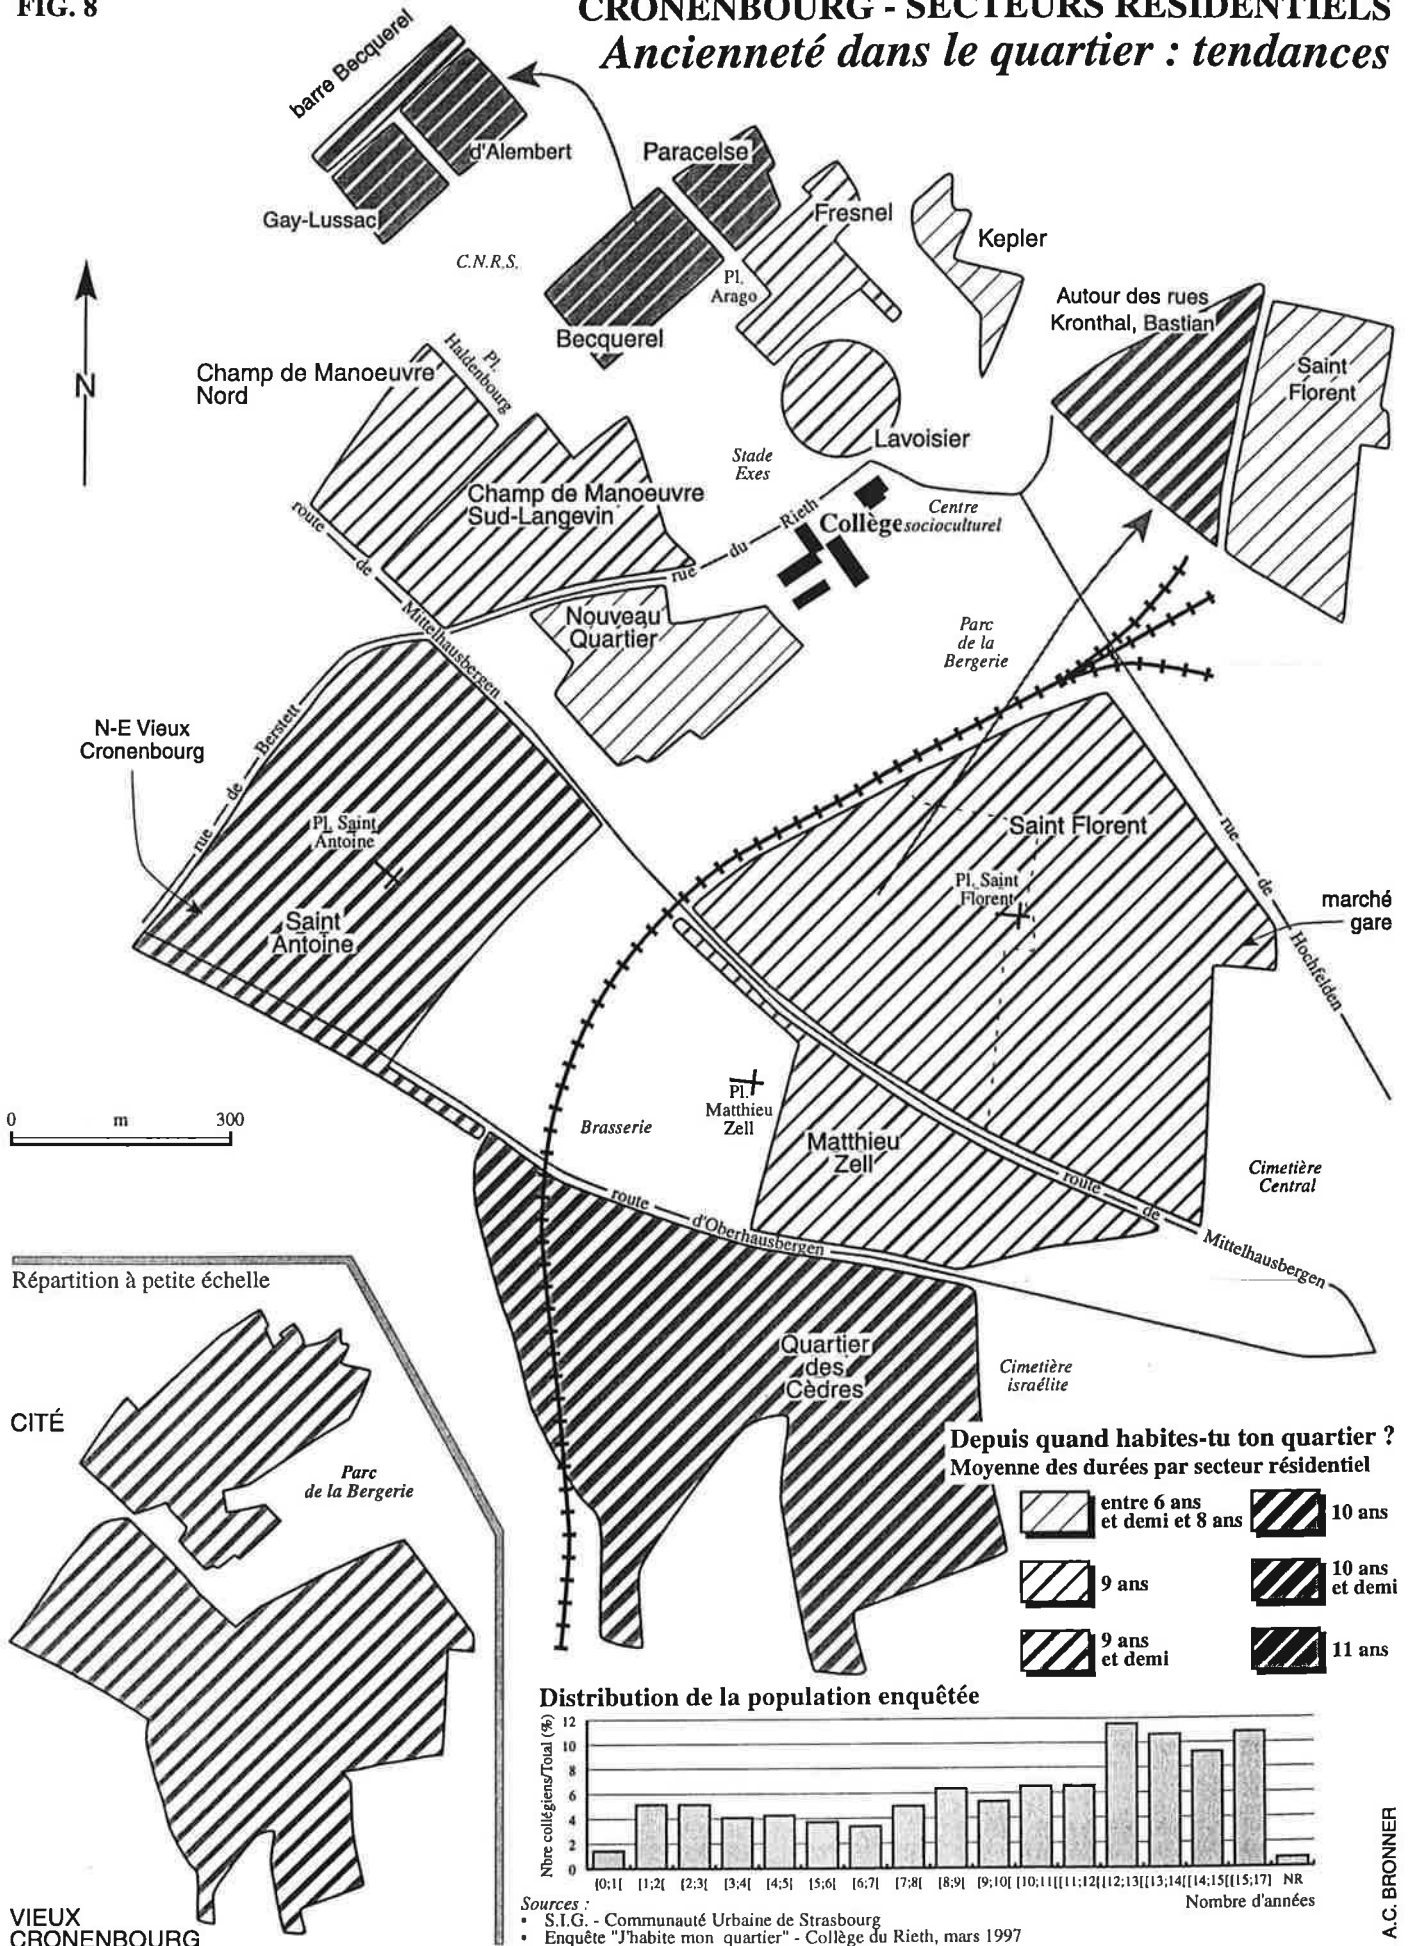 FIG. 8
CRONENBOURG - SECTEURS RESIDENTIELS
Ancienneté dans le quartier : tendances
barre Becquerel
d'Alembert
Gay-Lussac
Paracelse
Fresnel
Kepler
C.N.R.S.
Pl.
Arago
Becquerel
Autour des rues
Kronthal, Bastian
Saint
Florent
N
Champ de Manoeuvre
Nord
Pl.
Haldenbourg
Lavoisier
Stade
Exes
Champ de Manoeuvre
Sud-Langevin
route de Mittelhausbergen
rue du Rieth
Collège
Centre
socioculturel
Nouveau
Quartier
Parc
de la
Bergerie
N-E Vieux
Cronenbourg
rue de Berstett
Pl. Saint
Antoine
Saint
Antoine
Saint Florent
Pl. Saint
Florent
rue de Hochfelden
marché
gare
0 m 300
Brasserie
Pl.
Matthieu
Zell
Matthieu
Zell
Cimetière
Central
route d'Oberhausbergen
route de Mittelhausbergen
Quartier
des
Cèdres
Cimetière
israélite
Répartition à petite échelle
CITÉ
Parc
de la Bergerie
VIEUX
CRONENBOURG
Depuis quand habites-tu ton quartier ?
Moyenne des durées par secteur résidentiel
entre 6 ans
et demi et 8 ans
9 ans
9 ans
et demi
10 ans
10 ans
et demi
11 ans
Distribution de la population enquêtée
Nbre collégiens/Total (%)
12
10
8
6
4
2
0
[0;1[ [1;2[ [2;3[ [3;4[ [4;5[ [5;6[ [6;7[ [7;8[ [8;9[ [9;10[ [10;11[ [11;12[ [12;13[ [13;14[ [14;15[ [15;17] NR
Nombre d'années
Sources :
• S.I.G. - Communauté Urbaine de Strasbourg
• Enquête "J'habite mon quartier" - Collège du Rieth, mars 1997
A.C. BRONNER